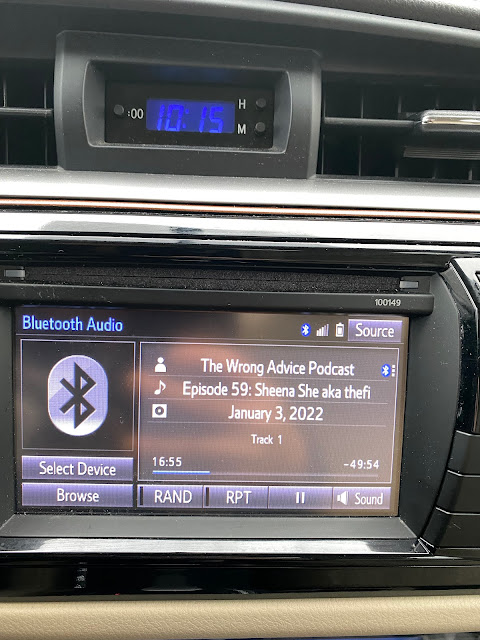 :00 10:15 H
M
100149
Bluetooth Audio Source
The Wrong Advice Podcast
Episode 59: Sheena She aka thefi
January 3, 2022
Track 1
16:55 -49:54
Select Device
Browse RAND RPT Sound